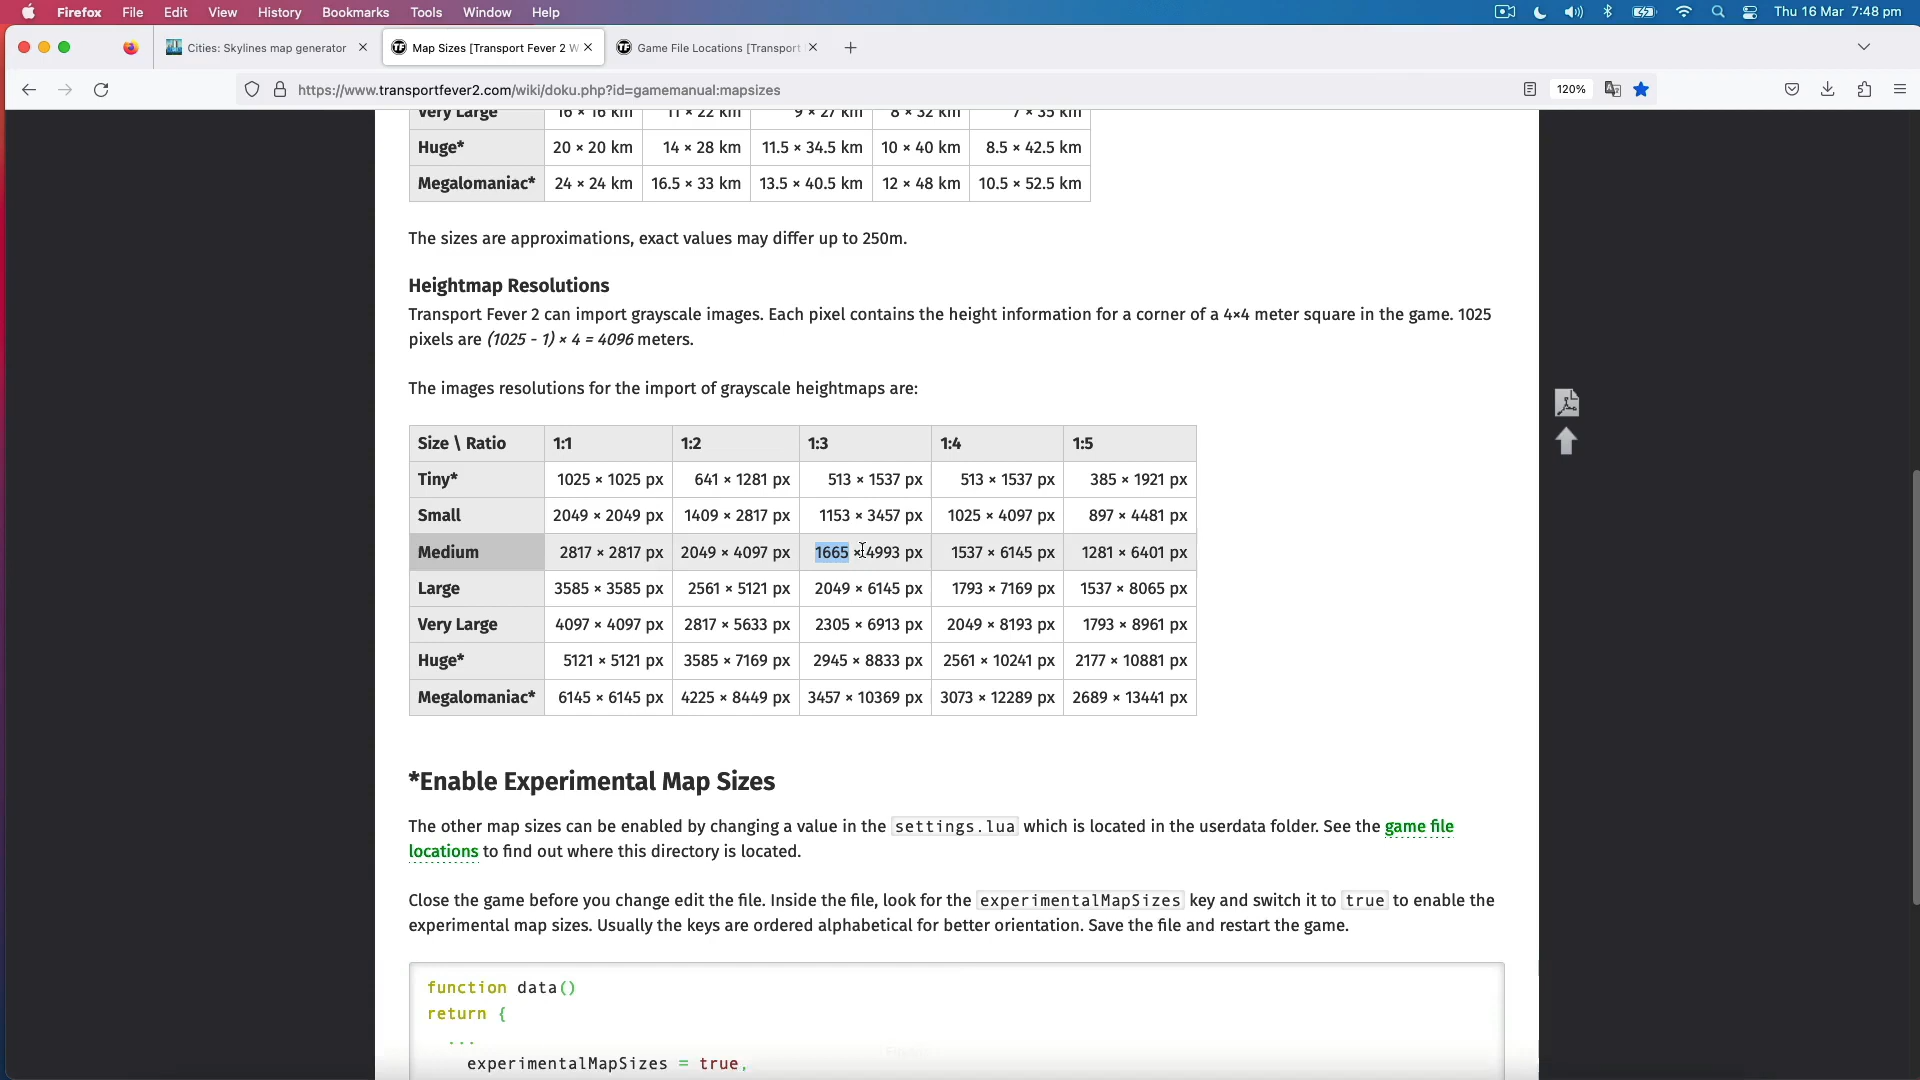 Firefox File Edit View History Bookmarks Tools Window Help Thu 16 Mar 7:48 pm
Cities: Skylines map generator Map Sizes [Transport Fever 2 W Game File Locations [Transport
https://www.transportfever2.com/wiki/doku.php?id=gamemanual:mapsizes 120%
Very Large 16 × 16 km 11 × 22 km 9 × 27 km 8 × 32 km 7 × 35 km
Huge* 20 × 20 km 14 × 28 km 11.5 × 34.5 km 10 × 40 km 8.5 × 42.5 km
Megalomaniac* 24 × 24 km 16.5 × 33 km 13.5 × 40.5 km 12 × 48 km 10.5 × 52.5 km
The sizes are approximations, exact values may differ up to 250m.
Heightmap Resolutions
Transport Fever 2 can import grayscale images. Each pixel contains the height information for a corner of a 4×4 meter square in the game. 1025
pixels are (1025 - 1) × 4 = 4096 meters.
The images resolutions for the import of grayscale heightmaps are:
Size \ Ratio 1:1 1:2 1:3 1:4 1:5
Tiny* 1025 × 1025 px 641 × 1281 px 513 × 1537 px 513 × 1537 px 385 × 1921 px
Small 2049 × 2049 px 1409 × 2817 px 1153 × 3457 px 1025 × 4097 px 897 × 4481 px
Medium 2817 × 2817 px 2049 × 4097 px 1665 × 4993 px 1537 × 6145 px 1281 × 6401 px
Large 3585 × 3585 px 2561 × 5121 px 2049 × 6145 px 1793 × 7169 px 1537 × 8065 px
Very Large 4097 × 4097 px 2817 × 5633 px 2305 × 6913 px 2049 × 8193 px 1793 × 8961 px
Huge* 5121 × 5121 px 3585 × 7169 px 2945 × 8833 px 2561 × 10241 px 2177 × 10881 px
Megalomaniac* 6145 × 6145 px 4225 × 8449 px 3457 × 10369 px 3073 × 12289 px 2689 × 13441 px
*Enable Experimental Map Sizes
The other map sizes can be enabled by changing a value in the settings.lua which is located in the userdata folder. See the game file
locations to find out where this directory is located.
Close the game before you change edit the file. Inside the file, look for the experimentalMapSizes key and switch it to true to enable the
experimental map sizes. Usually the keys are ordered alphabetical for better orientation. Save the file and restart the game.
function data()
return {
...
experimentalMapSizes = true,